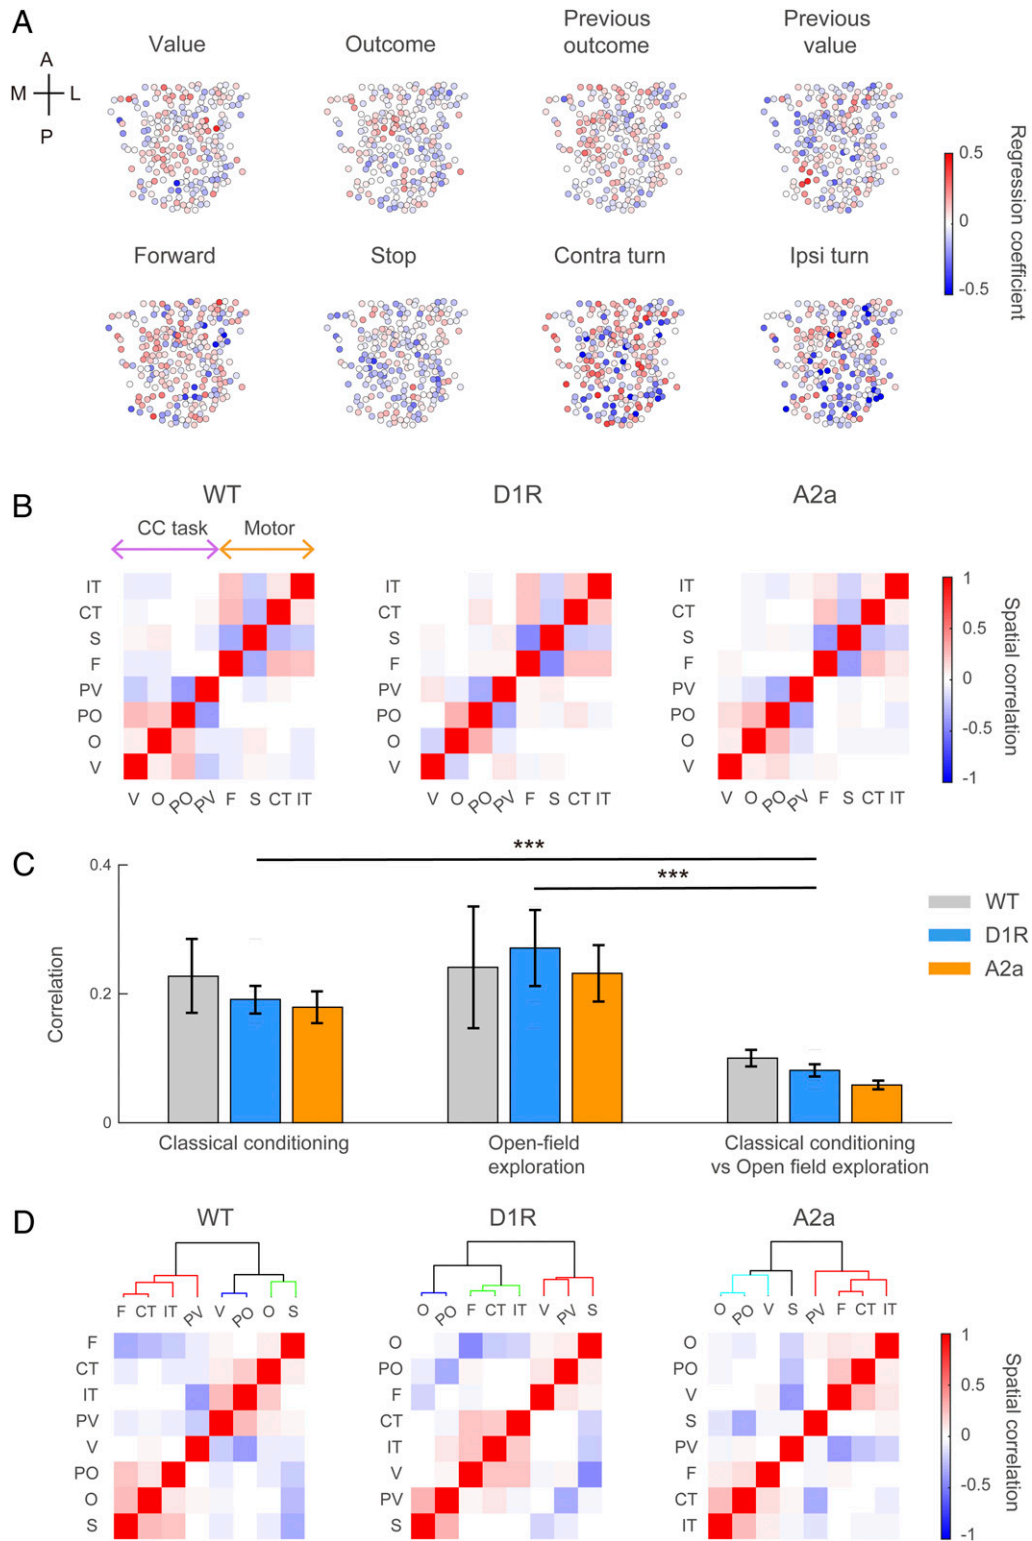 A
A
M L
P
Value
Outcome
Previous
outcome
Previous
value
Forward
Stop
Contra turn
Ipsi turn
0.5
0
-0.5
Regression coefficient
B
WT
D1R
A2a
CC task
Motor
IT
CT
S
F
PV
PO
O
V
V O PO PV F S CT IT
IT
CT
S
F
PV
PO
O
V
V O PO PV F S CT IT
IT
CT
S
F
PV
PO
O
V
V O PO PV F S CT IT
1
0.5
0
-0.5
-1
Spatial correlation
C
0.4
0.2
0
Correlation
***
***
WT
D1R
A2a
Classical conditioning
Open-field
exploration
Classical conditioning
vs Open field exploration
D
WT
D1R
A2a
F CT IT PV V PO O S
F
CT
IT
PV
V
PO
O
S
O PO F CT IT V PV S
O
PO
F
CT
IT
V
PV
S
O PO V S PV F CT IT
O
PO
V
S
PV
F
CT
IT
1
0.5
0
-0.5
-1
Spatial correlation